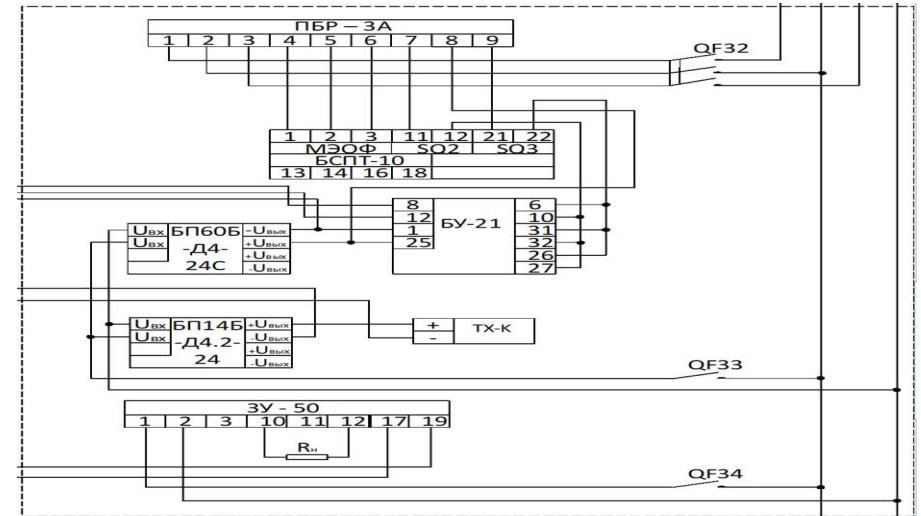 ПБР – 3А
1 2 3 4 5 6 7 8 9
QF32
1 2 3 11 12 21 22
МЭОФ SQ2 SQ3
БСПТ-10
13 14 16 18
8 БУ-21 6
12 10
1 31
25 32
26
27
Uвх БП60Б -Uвых
Uвх -Д4- +Uвых
24С +Uвых
-Uвых
Uвх БП14Б +Uвых
Uвх -Д4.2- -Uвых
24 +Uвых
-Uвых
+ ТХ-К
-
QF33
ЗУ - 50
1 2 3 10 11 12 17 19
Rн
QF34